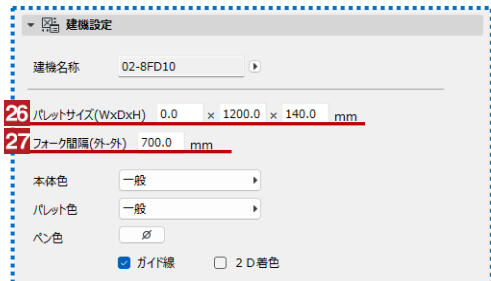 建機設定
建機名称 02-8FD10
26 パレットサイズ(WxDxH) 0.0 × 1200.0 × 140.0 mm
27 フォーク間隔(外-外) 700.0 mm
本体色 一般
パレット色 一般
ペン色
ガイド線 2D着色